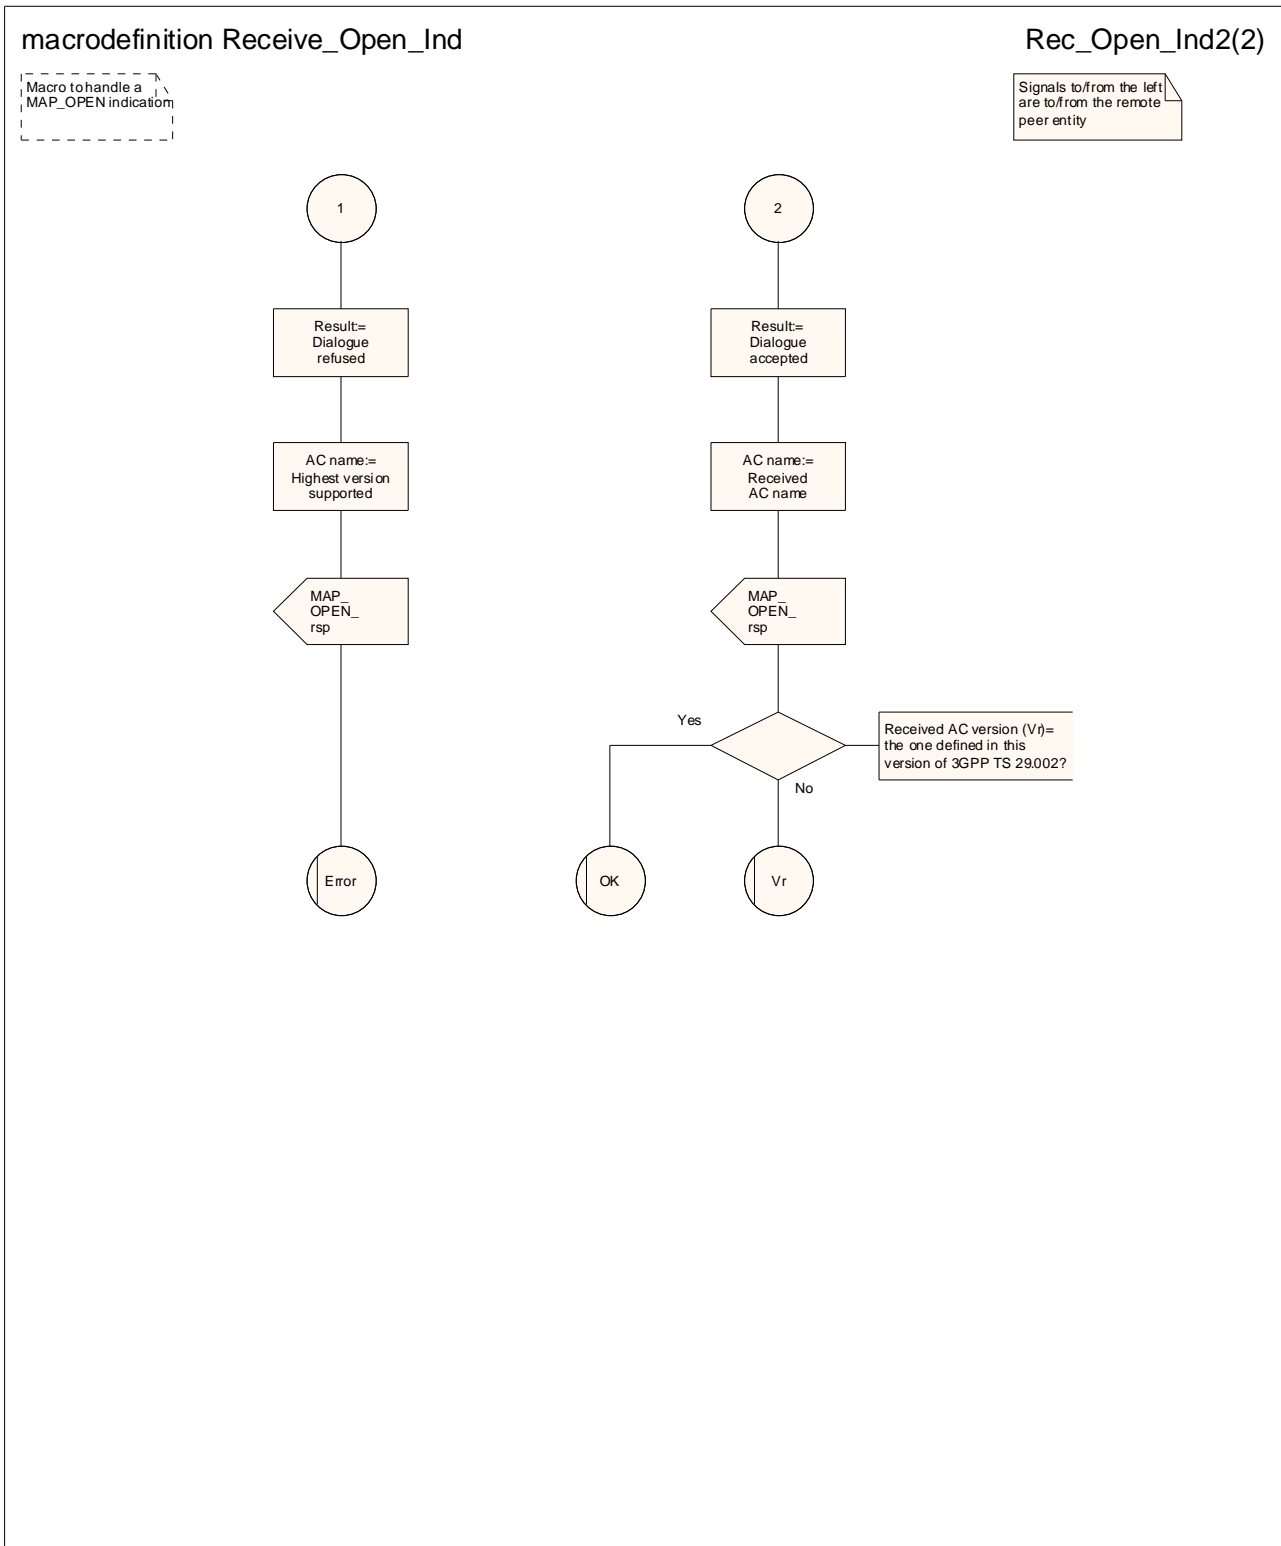 macrodefinition Receive_Open_Ind
Rec_Open_Ind2(2)
Macro to handle a
MAP_OPEN indication
Signals to/from the left
are to/from the remote
peer entity
1
2
Result:=
Dialogue
refused
Result:=
Dialogue
accepted
AC name:=
Highest version
supported
AC name:=
Received
AC name
MAP_
OPEN_
rsp
MAP_
OPEN_
rsp
Yes
Received AC version (Vr)=
the one defined in this
version of 3GPP TS 29.002?
No
Error
OK
Vr